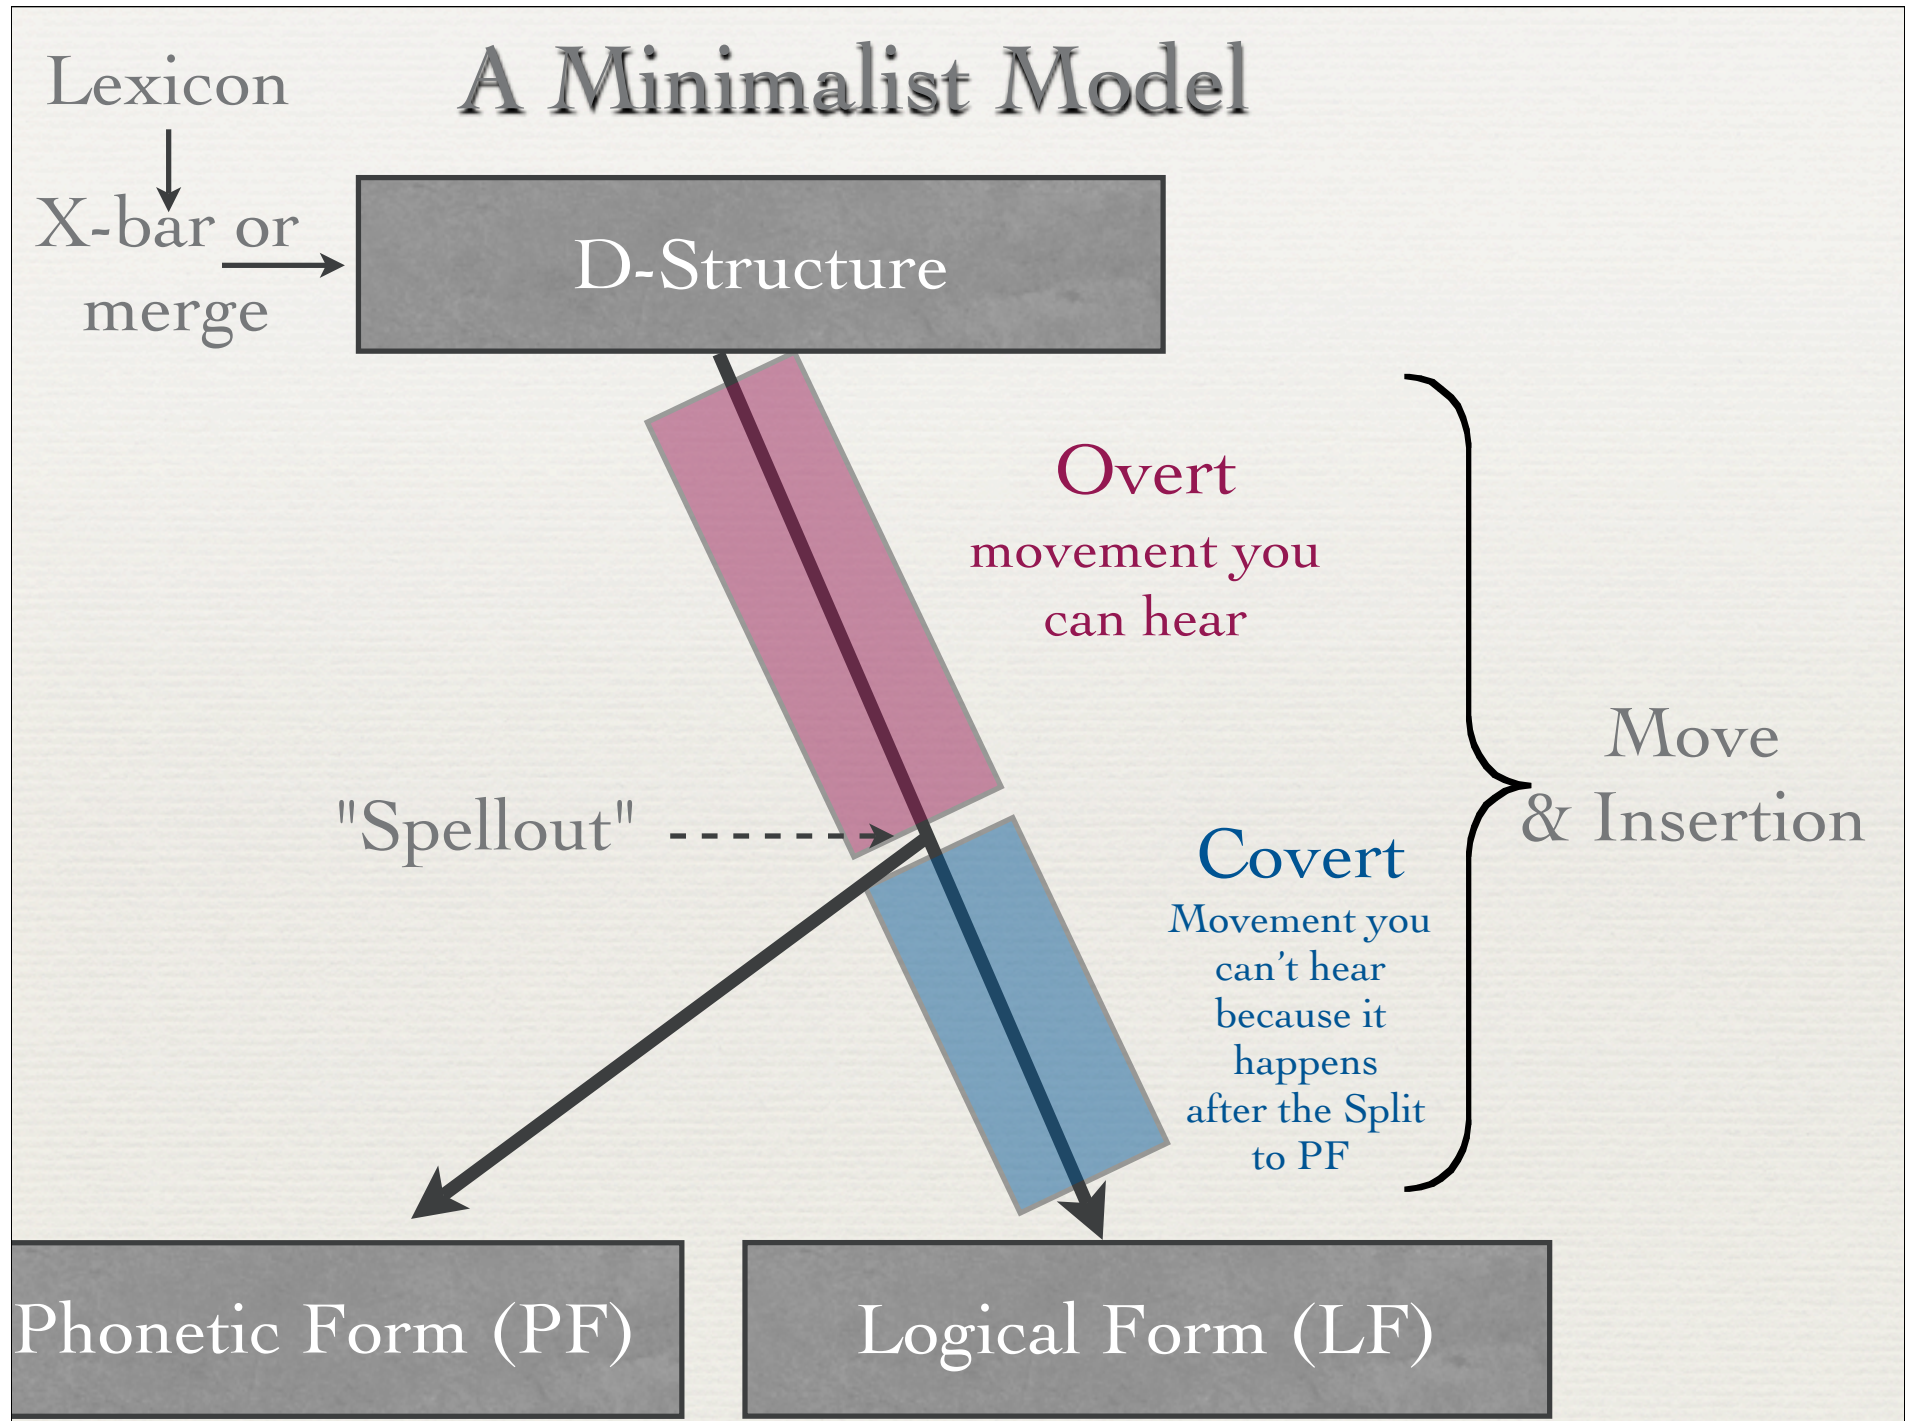 Lexicon
A Minimalist Model
X-bar or
merge
D-Structure
Overt
movement you
can hear
Move
& Insertion
"Spellout"
Covert
Movement you
can’t hear
because it
happens
after the Split
to PF
Phonetic Form (PF)
Logical Form (LF)